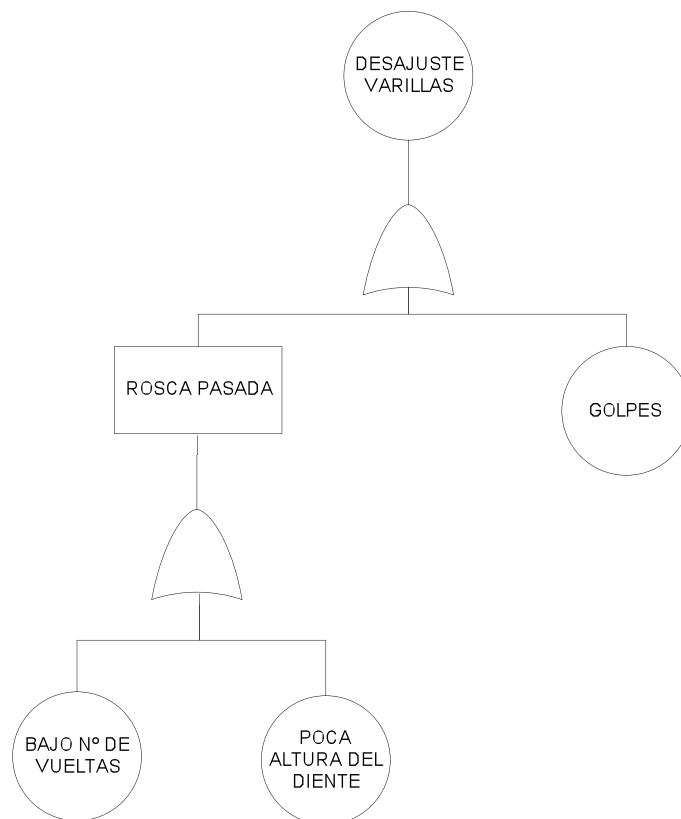 DESAJUSTE
VARILLAS
ROSCA PASADA
GOLPES
BAJO Nº DE
VUELTAS
POCA
ALTURA DEL
DIENTE